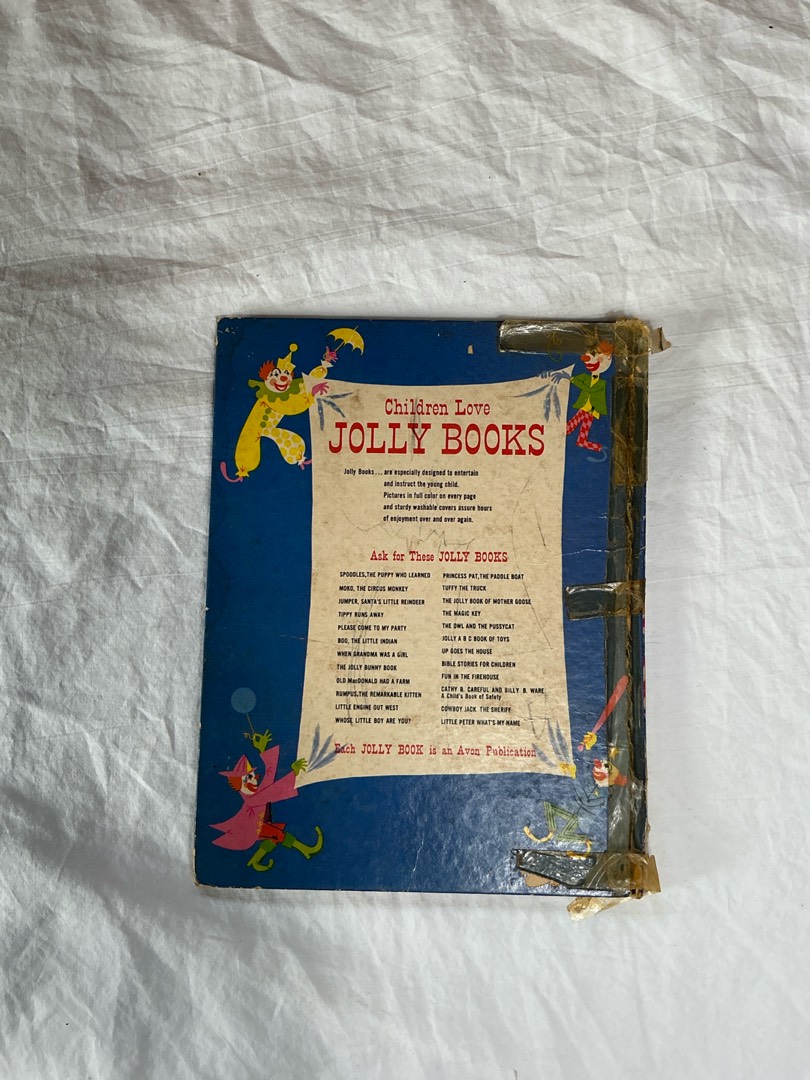 Children Love
JOLLY BOOKS
Jolly Books... are especially designed to entertain
and instruct the young child.
Pictures in full color on every page
and sturdy washable covers assure hours
of enjoyment over and over again.
Ask for These JOLLY BOOKS
SPOODLES, THE PUPPY WHO LEARNED
MOKO, THE CIRCUS MONKEY
JUMPER, SANTA'S LITTLE REINDEER
TIPPY RUNS AWAY
PLEASE COME TO MY PARTY
BOO, THE LITTLE INDIAN
WHEN GRANDMA WAS A GIRL
THE JOLLY BUNNY BOOK
OLD MacDONALD HAD A FARM
RUMPUS, THE REMARKABLE KITTEN
LITTLE ENGINE OUT WEST
WHOSE LITTLE BOY ARE YOU?
PRINCESS PAT, THE PADDLE BOAT
TUFFY THE TRUCK
THE JOLLY BOOK OF MOTHER GOOSE
THE MAGIC KEY
THE OWL AND THE PUSSYCAT
JOLLY A B C BOOK OF TOYS
UP GOES THE HOUSE
BIBLE STORIES FOR CHILDREN
FUN IN THE FIREHOUSE
CATHY B. CAREFUL AND BILLY B. WARE
A Child's Book of Safety
COWBOY JACK THE SHERIFF
LITTLE PETER WHAT'S-MY-NAME
Each JOLLY BOOK is an Avon Publication